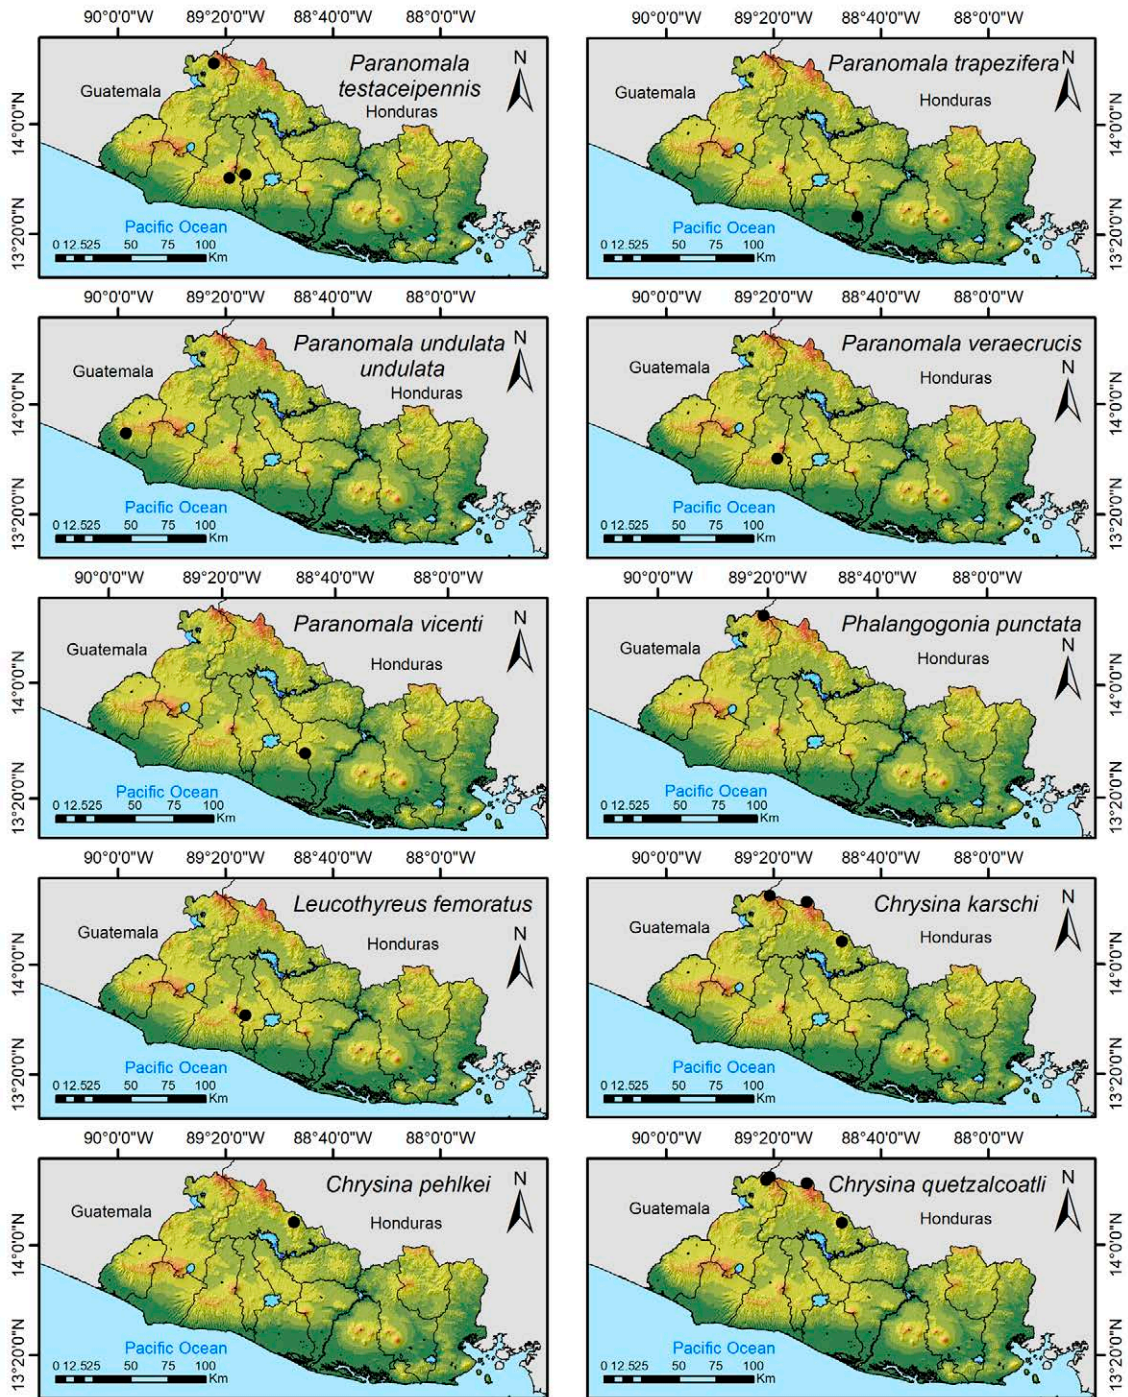 90°0'0"W 89°20'0"W 88°40'0"W 88°0'0"W
14°0'0"N
13°20'0"N
Paranomala
testaceipennis
Guatemala
Honduras
N
Pacific Ocean
0 12.525 50 75 100
Km
90°0'0"W 89°20'0"W 88°40'0"W 88°0'0"W
Paranomala trapezifera
Guatemala
Honduras
N
Pacific Ocean
0 12.525 50 75 100
Km
14°0'0"N
13°20'0"N
90°0'0"W 89°20'0"W 88°40'0"W 88°0'0"W
14°0'0"N
13°20'0"N
Paranomala undulata
undulata
Guatemala
Honduras
N
Pacific Ocean
0 12.525 50 75 100
Km
90°0'0"W 89°20'0"W 88°40'0"W 88°0'0"W
Paranomala veraecrucis
Guatemala
Honduras
N
Pacific Ocean
0 12.525 50 75 100
Km
14°0'0"N
13°20'0"N
90°0'0"W 89°20'0"W 88°40'0"W 88°0'0"W
14°0'0"N
13°20'0"N
Paranomala vicenti
Guatemala
Honduras
N
Pacific Ocean
0 12.525 50 75 100
Km
90°0'0"W 89°20'0"W 88°40'0"W 88°0'0"W
Phalangogonia punctata
Guatemala
Honduras
N
Pacific Ocean
0 12.525 50 75 100
Km
14°0'0"N
13°20'0"N
90°0'0"W 89°20'0"W 88°40'0"W 88°0'0"W
14°0'0"N
13°20'0"N
Leucothyreus femoratus
Guatemala
Honduras
N
Pacific Ocean
0 12.525 50 75 100
Km
90°0'0"W 89°20'0"W 88°40'0"W 88°0'0"W
Chrysina karschi
Guatemala
Honduras
N
Pacific Ocean
0 12.525 50 75 100
Km
14°0'0"N
13°20'0"N
90°0'0"W 89°20'0"W 88°40'0"W 88°0'0"W
14°0'0"N
13°20'0"N
Chrysina pehlkei
Guatemala
Honduras
N
Pacific Ocean
0 12.525 50 75 100
Km
90°0'0"W 89°20'0"W 88°40'0"W 88°0'0"W
Chrysina quetzalcoatli
Guatemala
Honduras
N
Pacific Ocean
0 12.525 50 75 100
Km
14°0'0"N
13°20'0"N